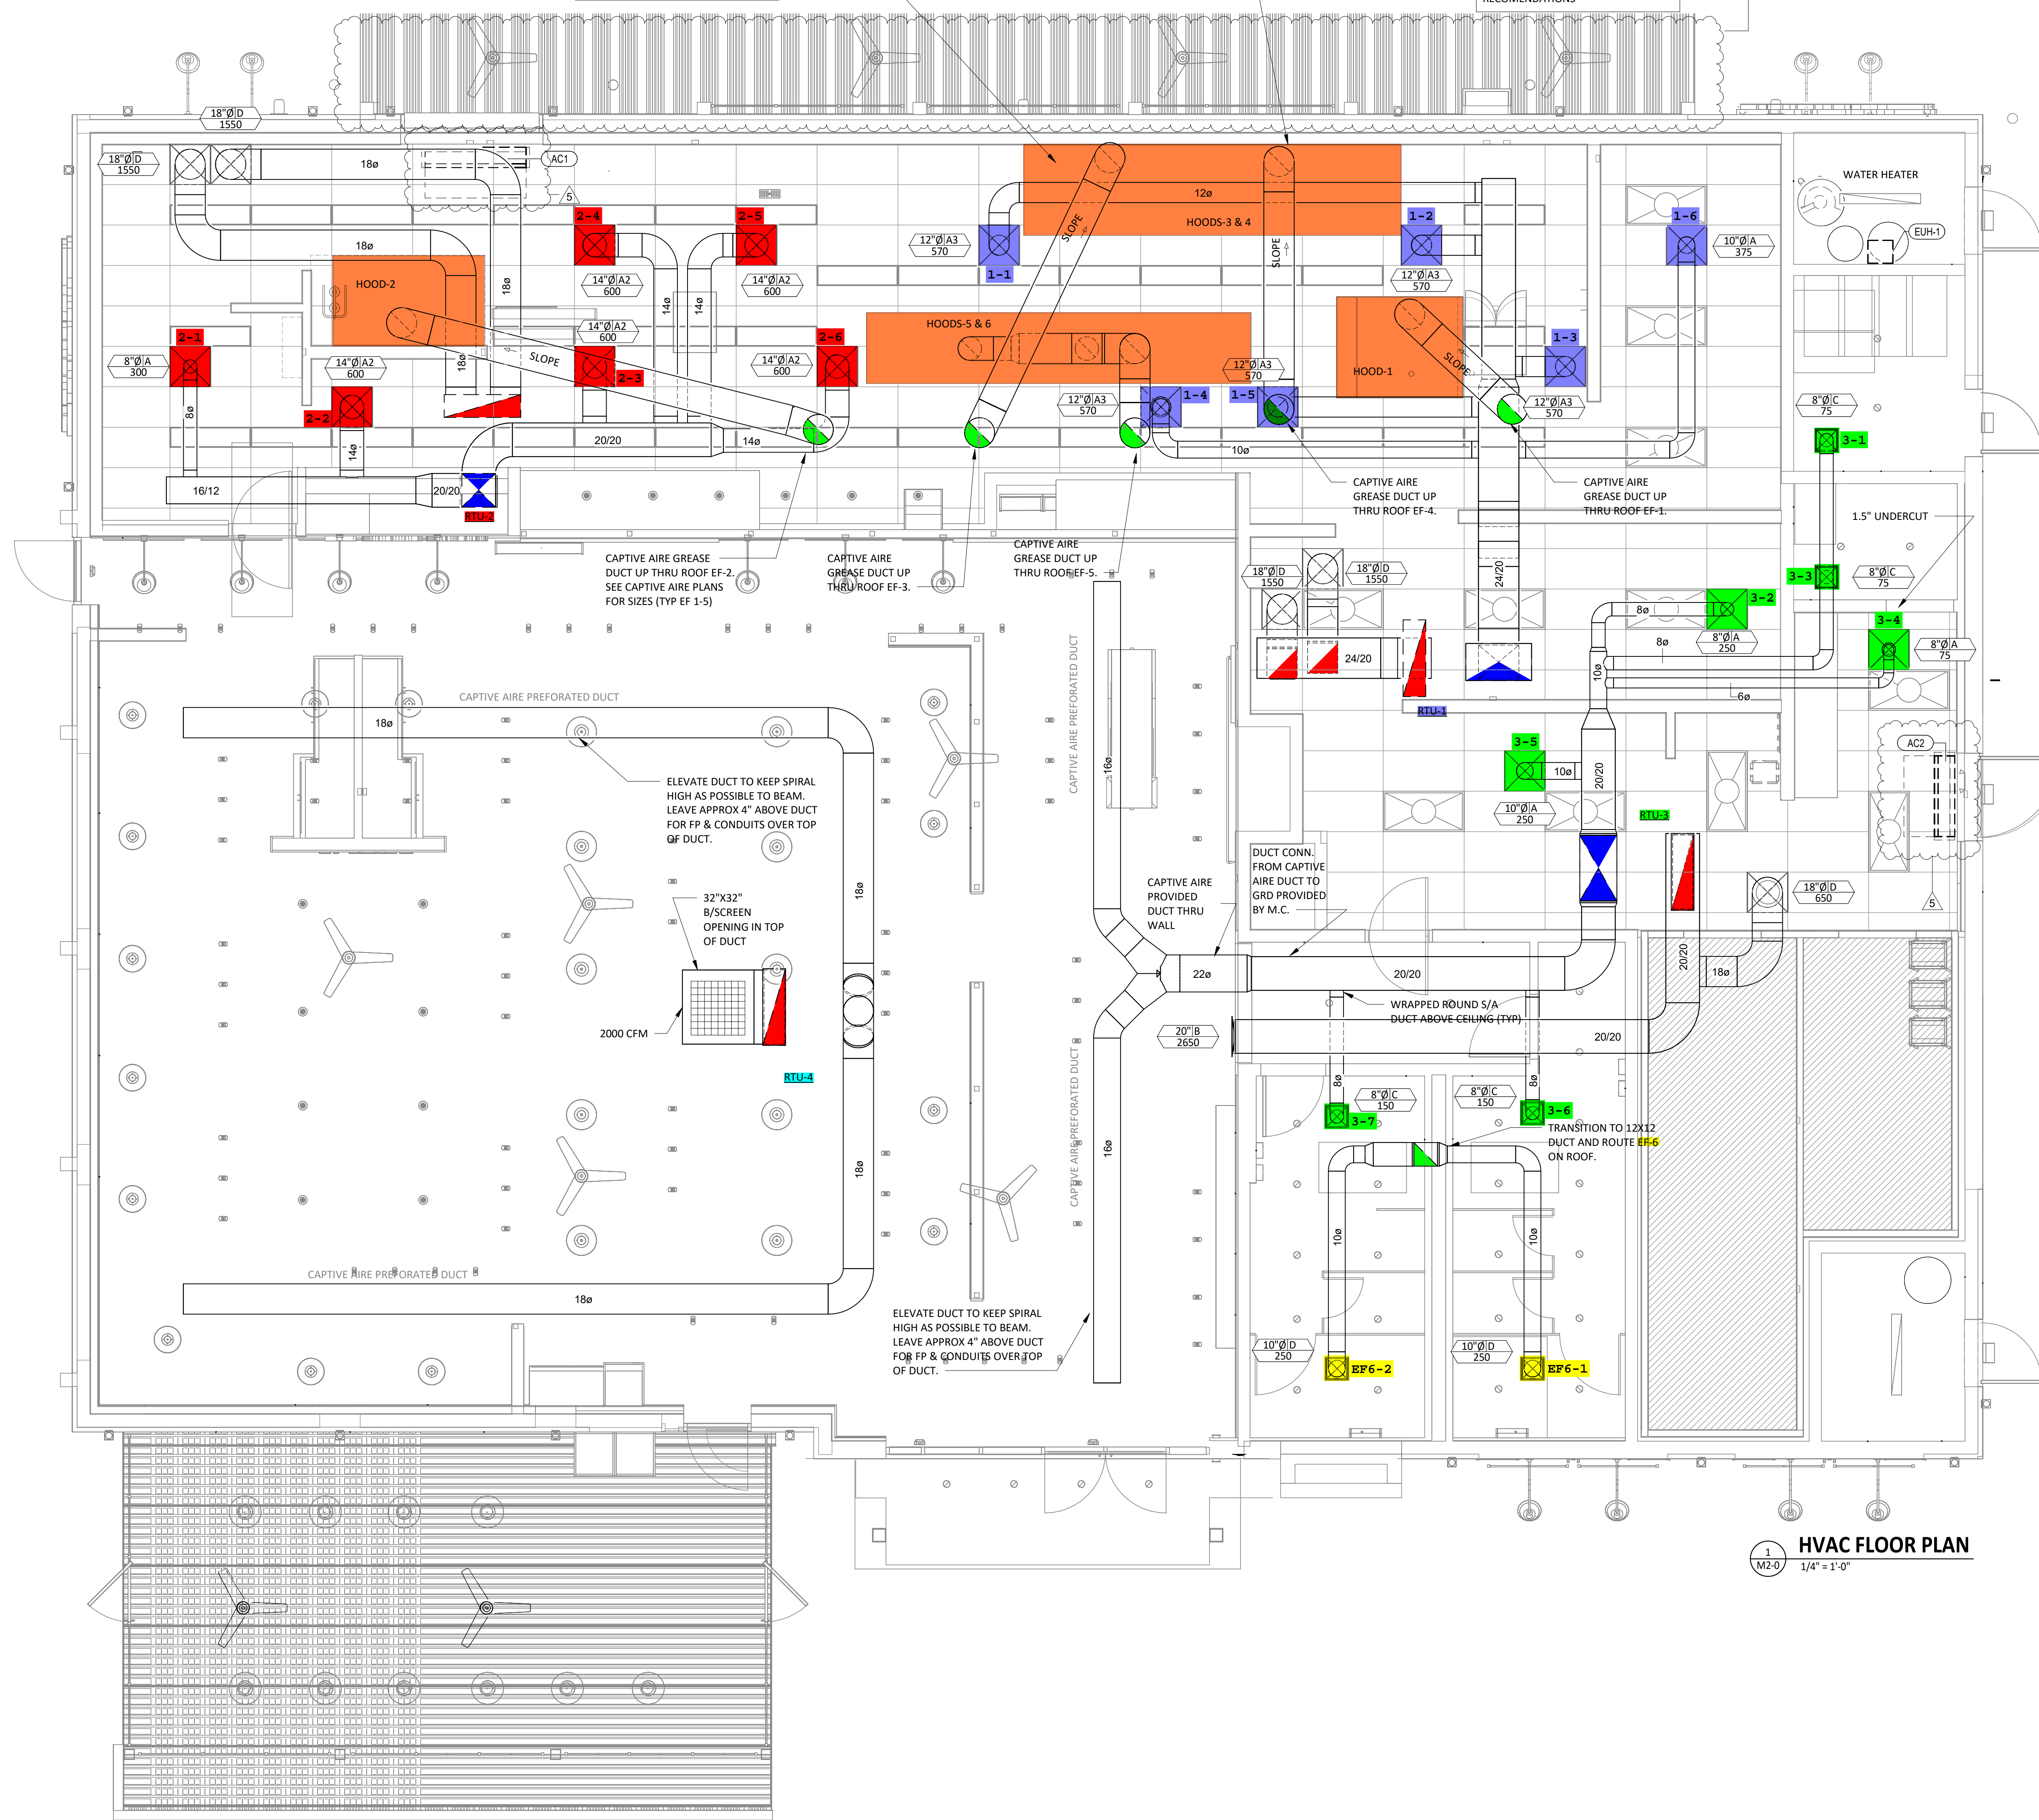 RECOMENDATIONS
18"Ø D
1550
18"Ø D
1550
18ø
AC1
5
2-4
2-5
12ø
HOODS-3 & 4
SLOPE
SLOPE
1-2
1-6
WATER HEATER
EUH-1
12"Ø A3
570
1-1
10"Ø A
375
18ø
HOOD-2
18ø
14"Ø A2
600
14"Ø A2
600
14ø
14ø
12"Ø A3
570
HOODS-5 & 6
2-1
8"Ø A
300
14"Ø A2
600
18ø
SLOPE
14"Ø A2
600
2-3
2-6
14"Ø A2
600
12"Ø A3
570
HOOD-1
SLOPE
1-3
2-2
8ø
14ø
12"Ø A3
570
1-4
1-5
12"Ø A3
570
8"Ø C
75
3-1
20/20
14ø
10ø
16/12
20/20
RTU-2
CAPTIVE AIRE
GREASE DUCT UP
THRU ROOF EF-4.
CAPTIVE AIRE
GREASE DUCT UP
THRU ROOF EF-1.
1.5" UNDERCUT
CAPTIVE AIRE GREASE
DUCT UP THRU ROOF EF-2.
SEE CAPTIVE AIRE PLANS
FOR SIZES (TYP EF 1-5)
CAPTIVE AIRE
GREASE DUCT UP
THRU ROOF EF-3.
CAPTIVE AIRE
GREASE DUCT UP
THRU ROOF EF-5.
18"Ø D
1550
18"Ø D
1550
24/20
3-3
8"Ø C
75
8ø
3-2
8"Ø A
250
3-4
8"Ø A
75
24/20
8ø
10ø
6ø
RTU-1
CAPTIVE AIRE PREFORATED DUCT
18ø
CAPTIVE AIRE PREFORATED DUCT
16ø
3-5
10ø
20/20
AC2
10"Ø A
250
RTU-3
ELEVATE DUCT TO KEEP SPIRAL
HIGH AS POSSIBLE TO BEAM.
LEAVE APPROX 4" ABOVE DUCT
FOR FP & CONDUITS OVER TOP
OF DUCT.
18ø
32"X32"
B/SCREEN
OPENING IN TOP
OF DUCT
CAPTIVE AIRE
PROVIDED
DUCT THRU
WALL
DUCT CONN.
FROM CAPTIVE
AIRE DUCT TO
GRD PROVIDED
BY M.C.
18"Ø D
650
5
22ø
20/20
20/20
18ø
WRAPPED ROUND S/A
DUCT ABOVE CEILING (TYP)
2000 CFM
20" B
2650
20/20
RTU-4
CAPTIVE AIRE PREFORATED DUCT
8ø
8ø
8"Ø C
150
8"Ø C
150
3-7
3-6
TRANSITION TO 12X12
DUCT AND ROUTE EF-6
ON ROOF.
18ø
16ø
10ø
10ø
CAPTIVE AIRE PREFORATED DUCT
18ø
ELEVATE DUCT TO KEEP SPIRAL
HIGH AS POSSIBLE TO BEAM.
LEAVE APPROX 4" ABOVE DUCT
FOR FP & CONDUITS OVER TOP
OF DUCT.
10"Ø D
250
10"Ø D
250
EF6-2
EF6-1
1
M2-0
HVAC FLOOR PLAN
1/4" = 1'-0"